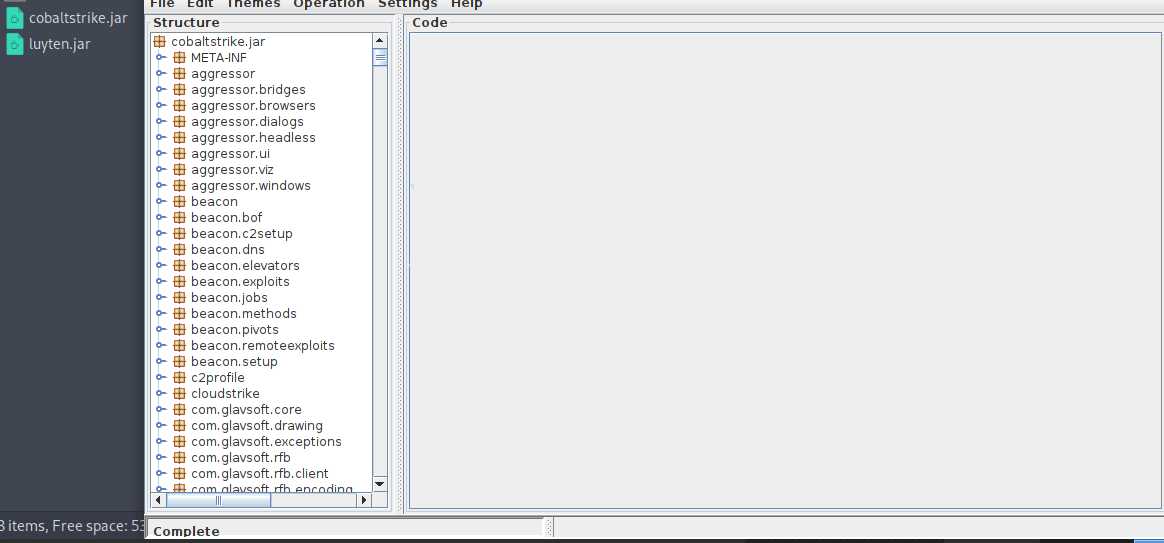 cobaltstrike.jar
luyten.jar
File Edit Themes Operation Settings Help
Structure
cobaltstrike.jar
META-INF
aggressor
aggressor.bridges
aggressor.browsers
aggressor.dialogs
aggressor.headless
aggressor.ui
aggressor.viz
aggressor.windows
beacon
beacon.bof
beacon.c2setup
beacon.dns
beacon.elevators
beacon.exploits
beacon.jobs
beacon.methods
beacon.pivots
beacon.remoteexploits
beacon.setup
c2profile
cloudstrike
com.glavsoft.core
com.glavsoft.drawing
com.glavsoft.exceptions
com.glavsoft.rfb
com.glavsoft.rfb.client
com.glavsoft.rfb.encoding
Code
3 items, Free space: 53
Complete